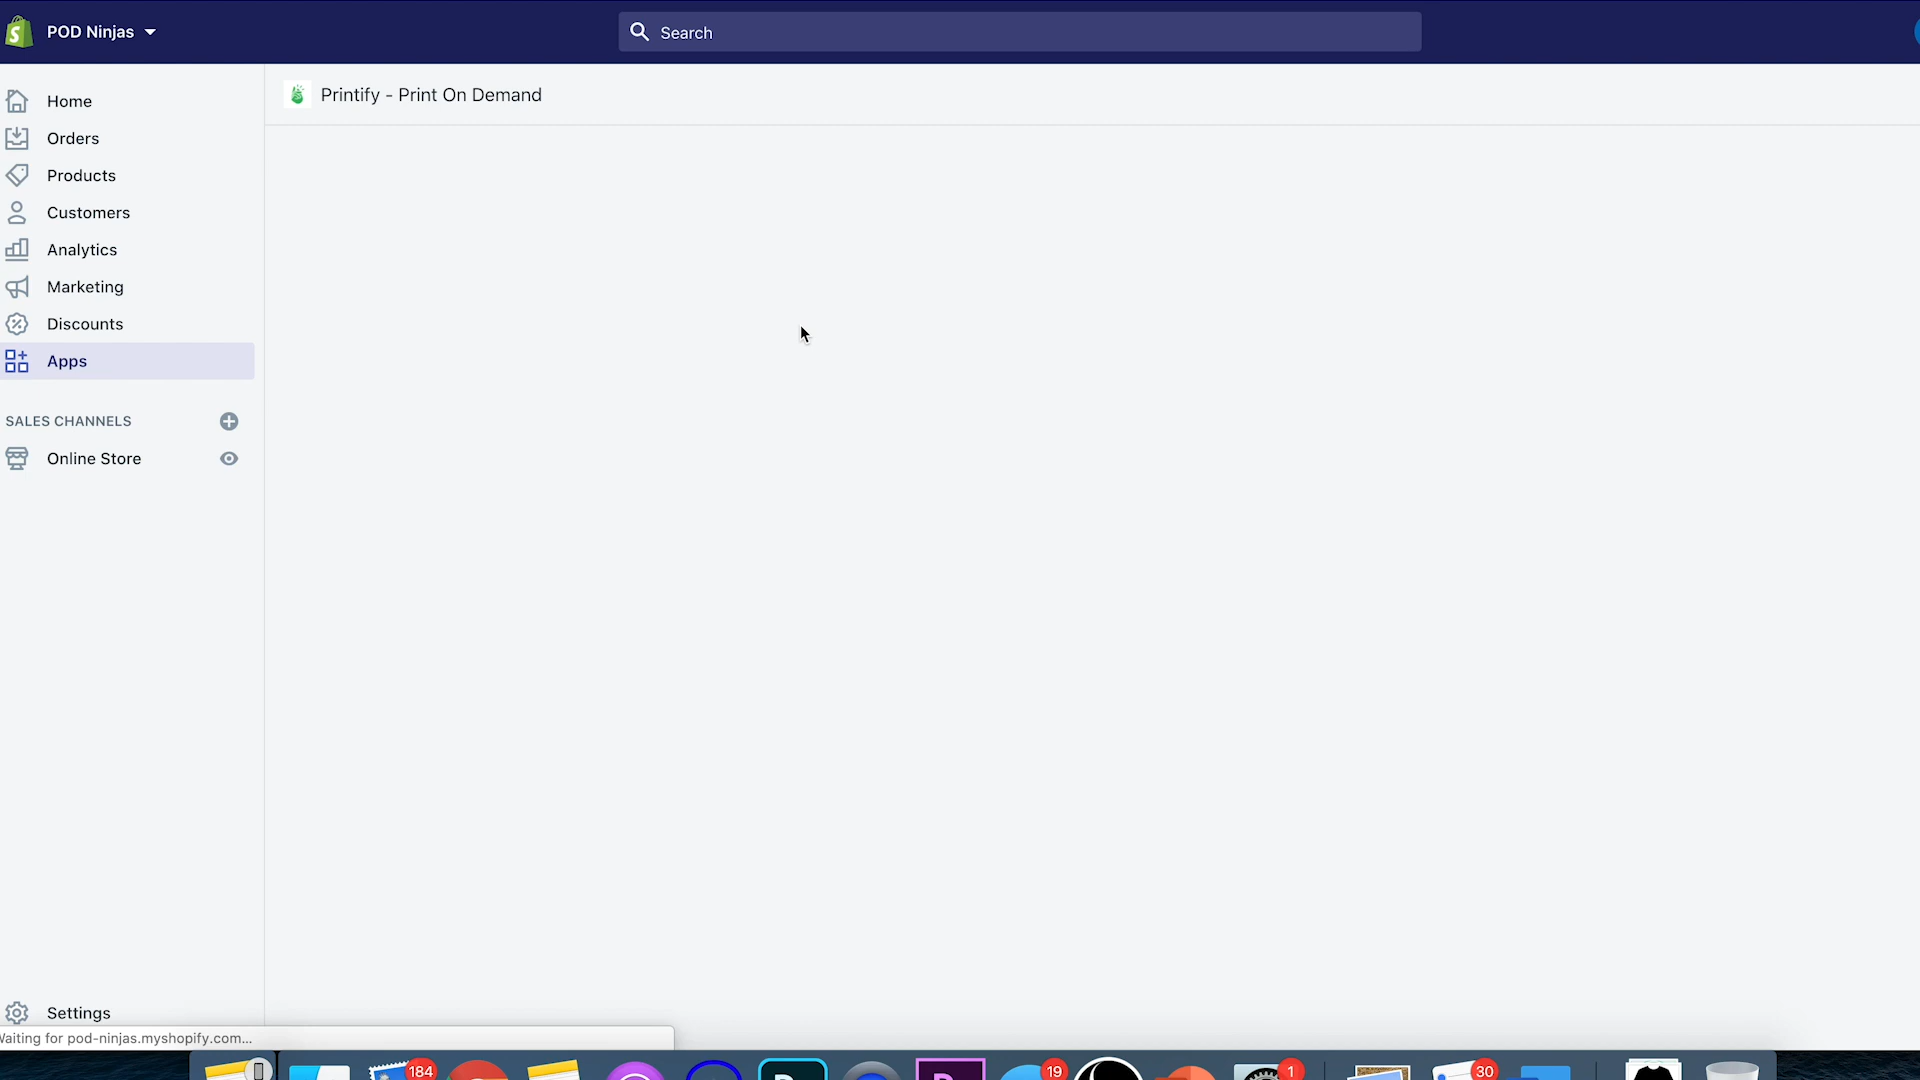 POD Ninjas
Search
Printify - Print On Demand
Home
Orders
Products
Customers
Analytics
Marketing
Discounts
Apps
SALES CHANNELS
Online Store
Settings
Waiting for pod-ninjas.myshopify.com...
184
19
1
30